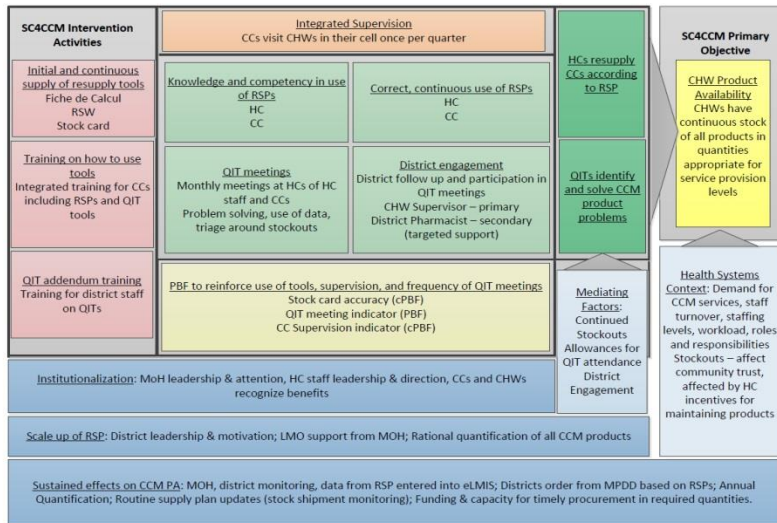 SC4CCM Intervention
Activities
Initial and continuous
supply of resupply tools
Fiche de Calcul
RSW
Stock card
Training on how to use
tools
Integrated training for CCs
including RSPs and QIT
tools
QIT addendum training
Training for district staff
on QITs
Integrated Supervision
CCs visit CHWs in their cell once per quarter
Knowledge and competency in use
of RSPs
HC
CC
Correct, continuous use of RSPs
HC
CC
QIT meetings
Monthly meetings at HCs of HC
staff and CCs
Problem solving, use of data,
triage around stockouts
District engagement
District follow up and participation in
QIT meetings
CHW Supervisor – primary
District Pharmacist – secondary
(targeted support)
PBF to reinforce use of tools, supervision, and frequency of QIT meetings
Stock card accuracy (cPBF)
QIT meeting indicator (PBF)
CC Supervision indicator (cPBF)
HCs resupply
CCs according
to RSP
QITs identify
and solve CCM
product
problems
Mediating
Factors:
Continued
Stockouts
Allowances for
QIT attendance
District
Engagement
SC4CCM Primary
Objective
CHW Product
Availability
CHWs have
continuous stock
of all products in
quantities
appropriate for
service provision
levels
Health Systems
Context: Demand for
CCM services, staff
turnover, staffing
levels, workload, roles
and responsibilities
Stockouts – affect
community trust,
affected by HC
incentives for
maintaining products
Institutionalization: MoH leadership & attention, HC staff leadership & direction, CCs and CHWs
recognize benefits
Scale up of RSP: District leadership & motivation; LMO support from MOH; Rational quantification of all CCM products
Sustained effects on CCM PA: MOH, district monitoring, data from RSP entered into eLMIS; Districts order from MPDD based on RSPs; Annual
Quantification; Routine supply plan updates (stock shipment monitoring); Funding & capacity for timely procurement in required quantities.